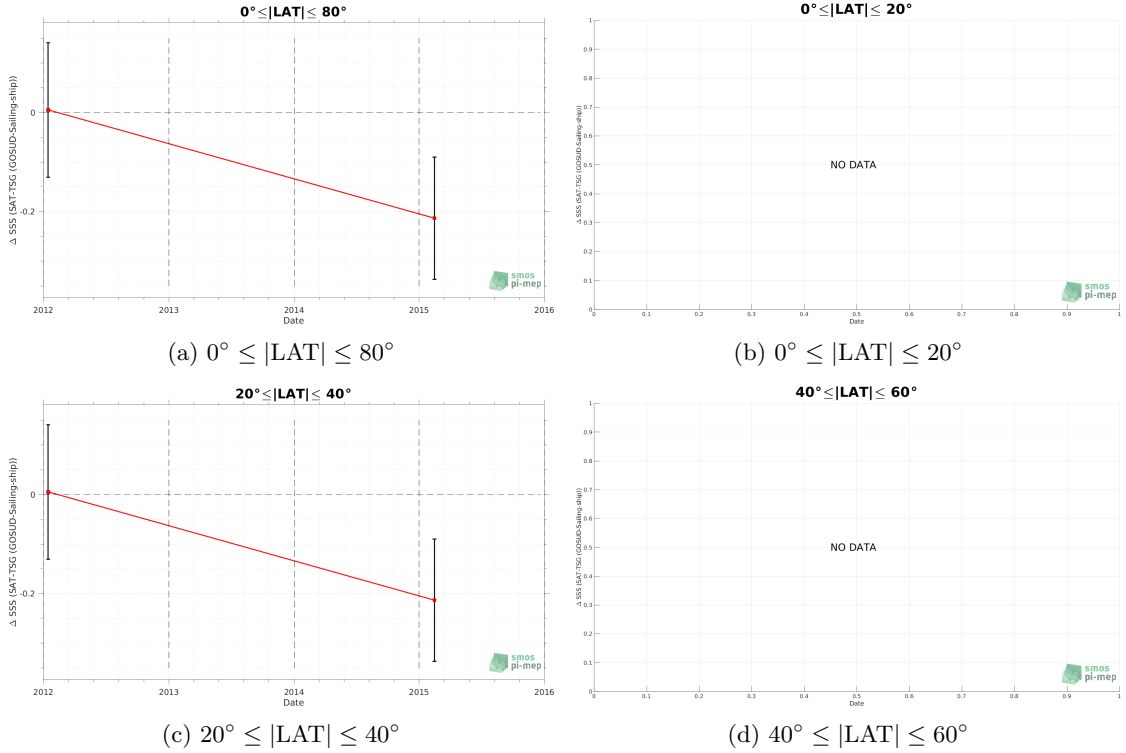 0°≤|LAT|≤ 80°
Δ SSS (SAT-TSG (GOSUD-Sailing-ship))
0
-0.2
2012 2013 2014 2015 2016
Date
smos
pi-mep
(a) 0° ≤ |LAT| ≤ 80°
0°≤|LAT|≤ 20°
Δ SSS (SAT-TSG (GOSUD-Sailing-ship))
1
0.9
0.8
0.7
0.6
0.5
0.4
0.3
0.2
0.1
0
NO DATA
0 0.1 0.2 0.3 0.4 0.5 0.6 0.7 0.8 0.9 1
Date
smos
pi-mep
(b) 0° ≤ |LAT| ≤ 20°
20°≤|LAT|≤ 40°
Δ SSS (SAT-TSG (GOSUD-Sailing-ship))
0
-0.2
2012 2013 2014 2015 2016
Date
smos
pi-mep
(c) 20° ≤ |LAT| ≤ 40°
40°≤|LAT|≤ 60°
Δ SSS (SAT-TSG (GOSUD-Sailing-ship))
1
0.9
0.8
0.7
0.6
0.5
0.4
0.3
0.2
0.1
0
NO DATA
0 0.1 0.2 0.3 0.4 0.5 0.6 0.7 0.8 0.9 1
Date
smos
pi-mep
(d) 40° ≤ |LAT| ≤ 60°